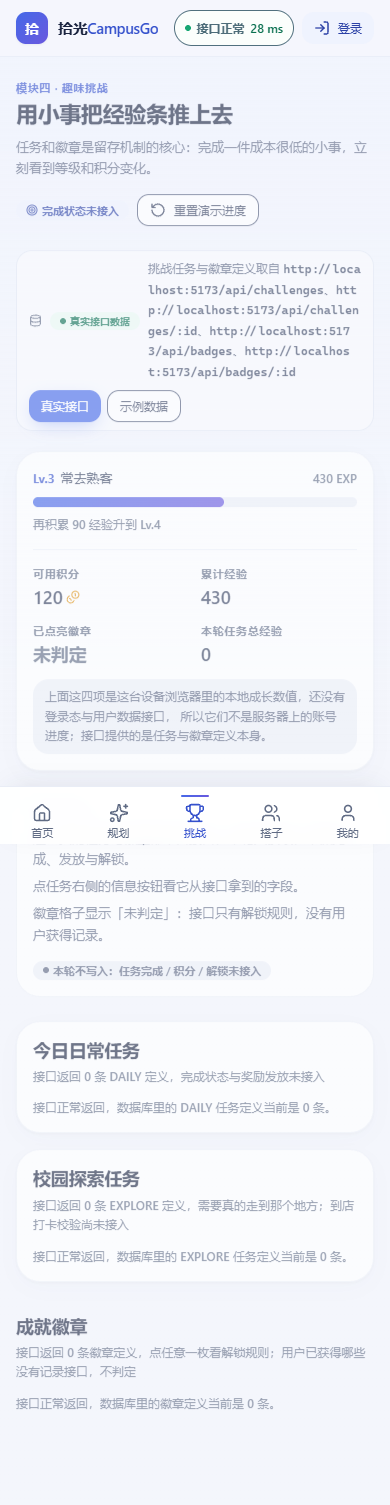 拾 拾光CampusGo 接口正常 28 ms 登录
模块四 · 趣味挑战
用小事把经验条推上去
任务和徽章是留存机制的核心：完成一件成本很低的小事，立
刻看到等级和积分变化。
完成状态未接入 重置演示进度
真实接口数据
挑战任务与徽章定义取自 http://loca
lhost:5173/api/challenges、htt
p://localhost:5173/api/challen
ges/:id、http://localhost:517
3/api/badges、http://localhos
t:5173/api/badges/:id
真实接口 示例数据
Lv.3 常去熟客 430 EXP
再积累 90 经验升到 Lv.4
可用积分 累计经验
120 430
已点亮徽章 本轮任务总经验
未判定 0
上面这四项是这台设备浏览器里的本地成长数值，还没有
登录态与用户数据接口， 所以它们不是服务器上的账号
进度；接口提供的是任务与徽章定义本身。
首页 规划 挑战 搭子 我的
成、发放与解锁。
点任务右侧的信息按钮看它从接口拿到的字段。
徽章格子显示「未判定」：接口只有解锁规则，没有用
户获得记录。
本轮不写入：任务完成 / 积分 / 解锁未接入
今日日常任务
接口返回 0 条 DAILY 定义，完成状态与奖励发放未接入
接口正常返回，数据库里的 DAILY 任务定义当前是 0 条。
校园探索任务
接口返回 0 条 EXPLORE 定义，需要真的走到那个地方；到店
打卡校验尚未接入
接口正常返回，数据库里的 EXPLORE 任务定义当前是 0 条。
成就徽章
接口返回 0 条徽章定义，点任意一枚看解锁规则；用户已获得哪些
没有记录接口，不判定
接口正常返回，数据库里的徽章定义当前是 0 条。